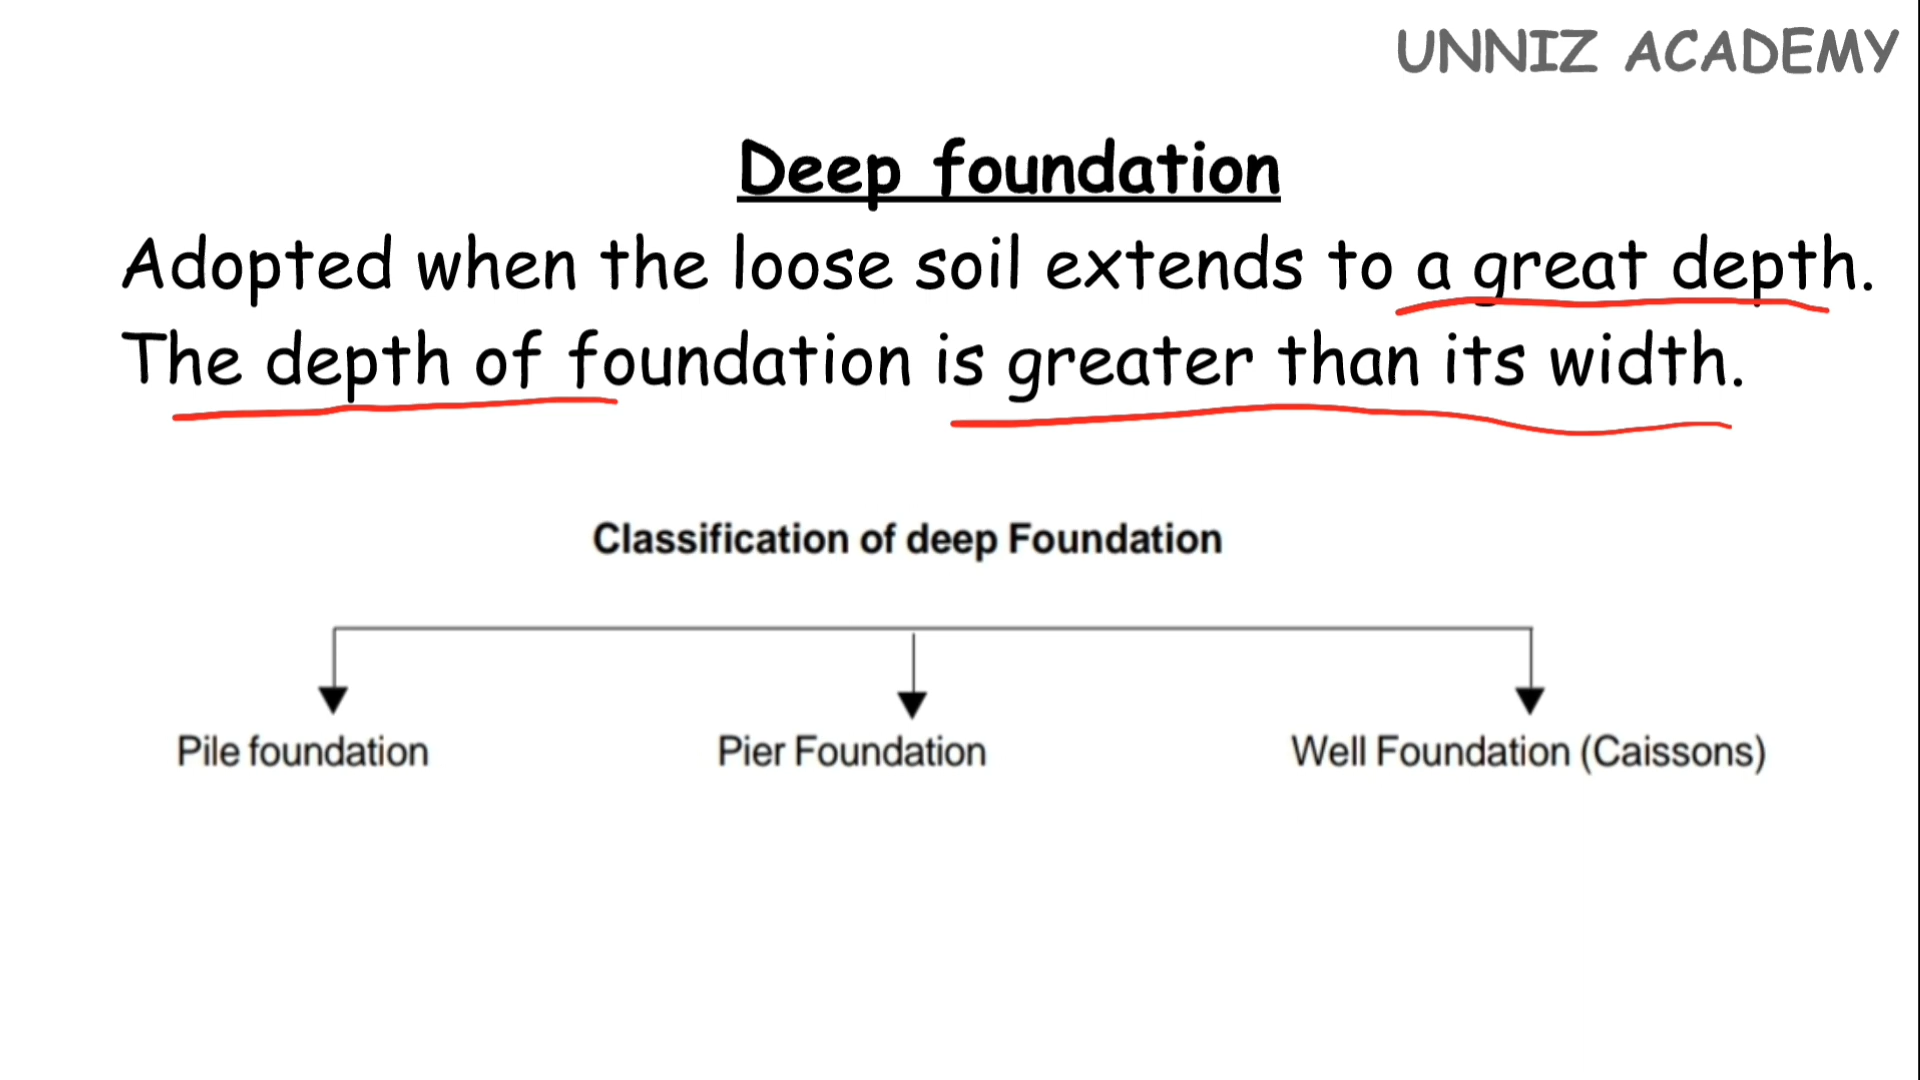 UNNIZ ACADEMY
Deep foundation
Adopted when the loose soil extends to a great depth.
The depth of foundation is greater than its width.
Classification of deep Foundation
Pile foundation
Pier Foundation
Well Foundation (Caissons)